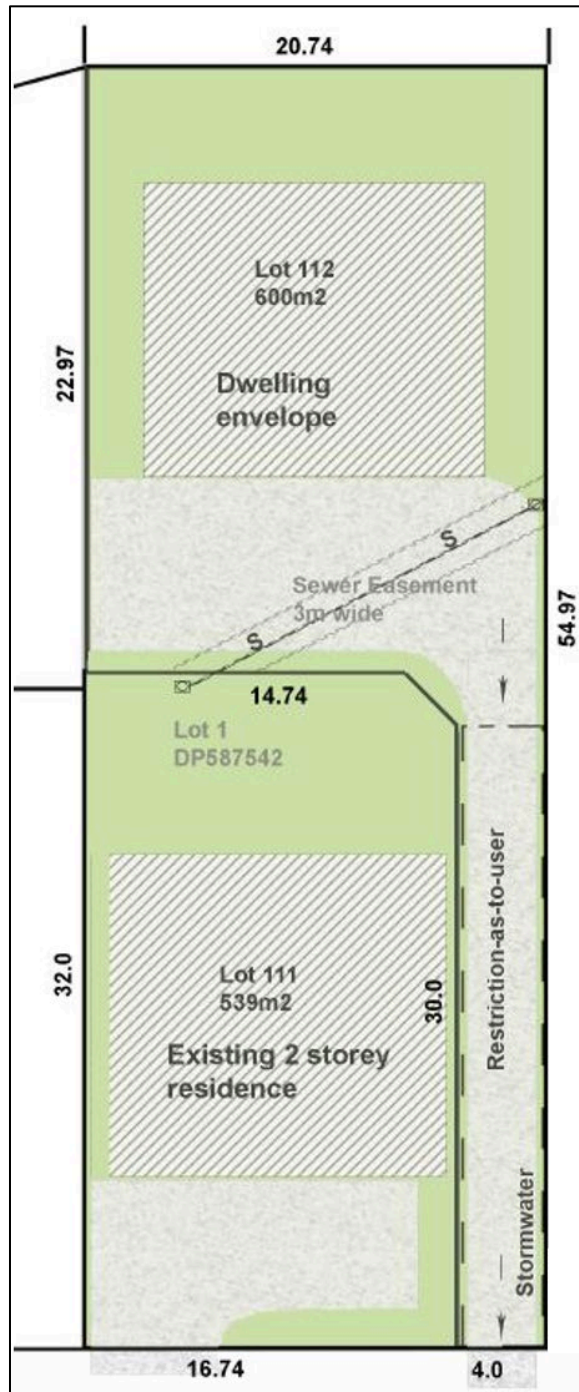 20.74
Lot 112
600m2
Dwelling
envelope
22.97
S
Sewer Easement
3m wide
S
54.97
14.74
Lot 1
DP587542
Restriction-as-to-user
Lot 111
539m2
30.0
32.0
Existing 2 storey
residence
Stormwater
16.74
4.0